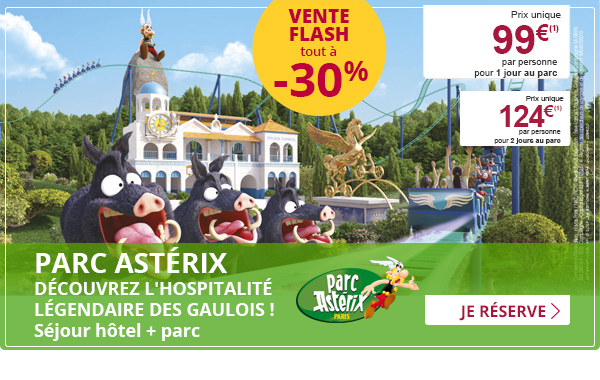 VENTE
FLASH
tout à
-30%
Prix unique
99€(1)
par personne
pour 1 jour au parc
Prix unique
124€(1)
par personne
pour 2 jours au parc
PARC ASTÉRIX
DÉCOUVREZ L'HOSPITALITÉ
LÉGENDAIRE DES GAULOIS !
Séjour hôtel + parc
parc
Astérix
PARIS
JE RÉSERVE